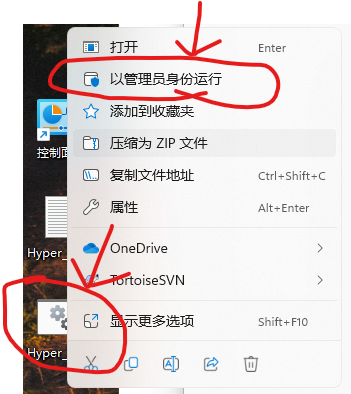 打开 Enter
以管理员身份运行
添加到收藏夹
压缩为 ZIP 文件
控制面
复制文件地址 Ctrl+Shift+C
属性 Alt+Enter
Hyper_
OneDrive
TortoiseSVN
显示更多选项 Shift+F10
Hyper_